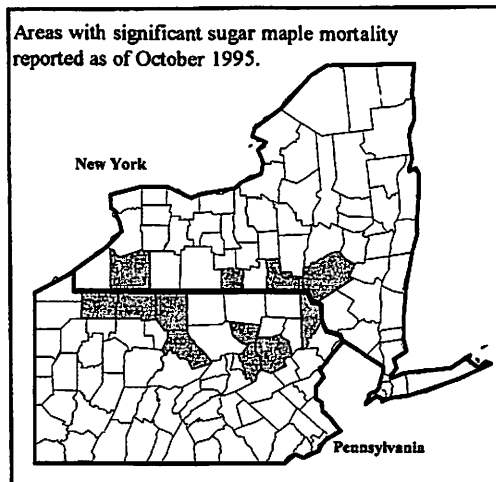 Areas with significant sugar maple mortality
reported as of October 1995.
New York
Pennsylvania